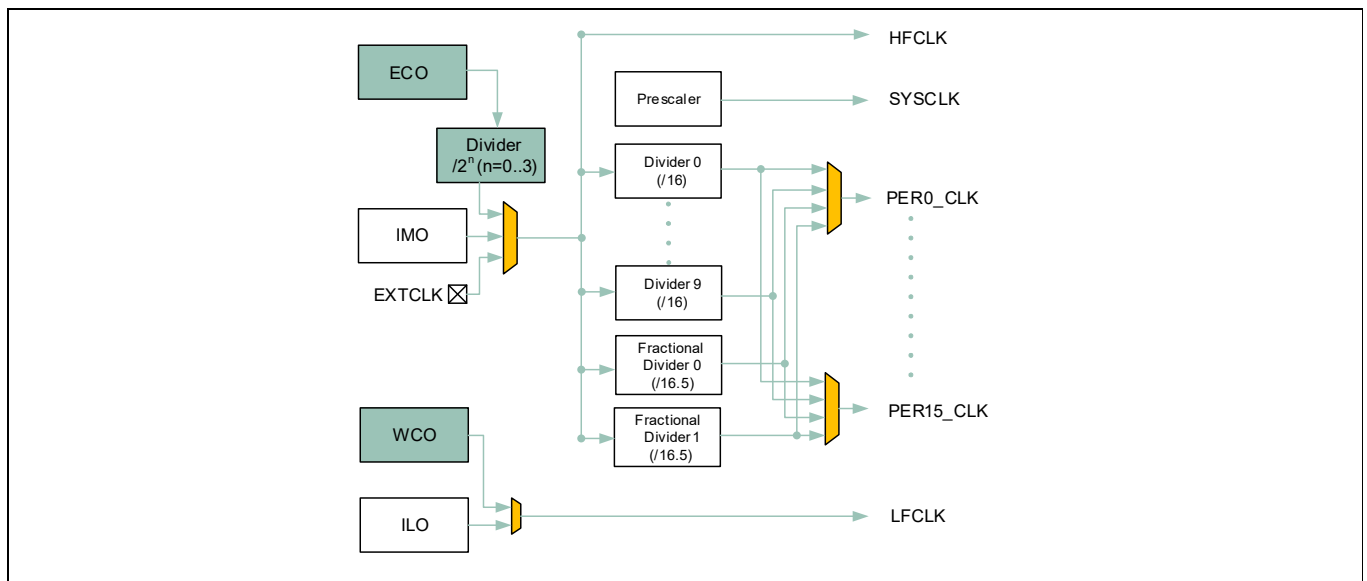 HFCLK
ECO
Prescaler
SYSCLK
Divider
/2ⁿ(n=0..3)
Divider 0
(/16)
PER0_CLK
IMO
EXTCLK
Divider 9
(/16)
Fractional
Divider 0
(/16.5)
PER15_CLK
Fractional
Divider 1
(/16.5)
WCO
ILO
LFCLK